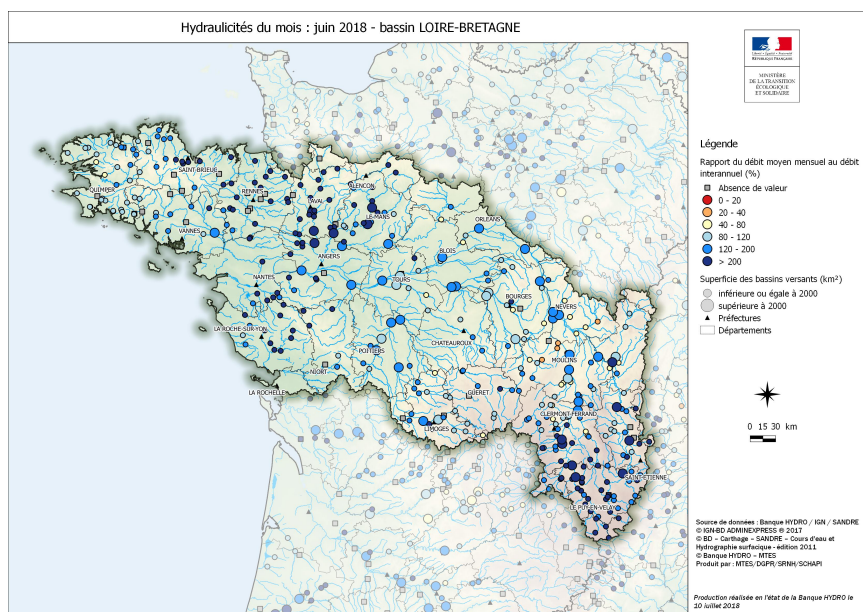 Hydraulicités du mois : juin 2018 - bassin LOIRE-BRETAGNE
RÉPUBLIQUE FRANÇAISE
MINISTÈRE
DE LA TRANSITION
ÉCOLOGIQUE
ET SOLIDAIRE
Légende
Rapport du débit moyen mensuel au débit
interannuel (%)
Absence de valeur
0 - 20
20 - 40
40 - 80
80 - 120
120 - 200
> 200
Superficie des bassins versants (km²)
inférieure ou égale à 2000
supérieure à 2000
Préfectures
Départements
0 15 30 km
SAINT-BRIEUC
QUIMPER
RENNES
ALENCON
LAVAL
LE-MANS
ORLEANS
VANNES
BLOIS
ANGERS
NANTES
TOURS
BOURGES
NEVERS
LA ROCHE-SUR-YON
POITIERS
CHATEAUROUX
MOULINS
NIORT
LA ROCHELLE
GUERET
CLERMONT-FERRAND
LIMOGES
SAINT-ETIENNE
LE PUY-EN-VELAY
Source de données : Banque HYDRO / IGN / SANDRE
© IGN-BD ADMINEXPRESS ® 2017
© BD – Carthage – SANDRE – Cours d'eau et
Hydrographie surfacique - édition 2011
© Banque HYDRO – MTES
Produit par : MTES/DGPR/SRNH/SCHAPI
Production réalisée en l'état de la Banque HYDRO le
10 juillet 2018